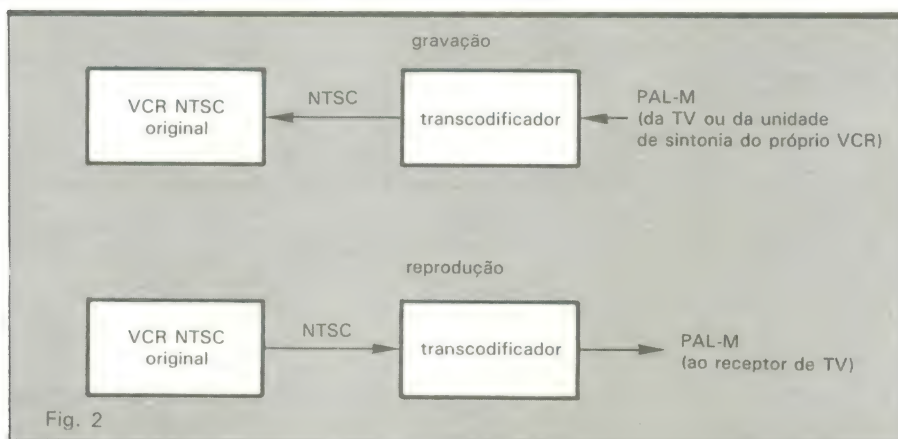 gravação
VCR NTSC
original
NTSC
transcodificador
PAL-M
(da TV ou da unidade
de sintonia do próprio VCR)
reprodução
VCR NTSC
original
NTSC
transcodificador
PAL-M
(ao receptor de TV)
Fig. 2